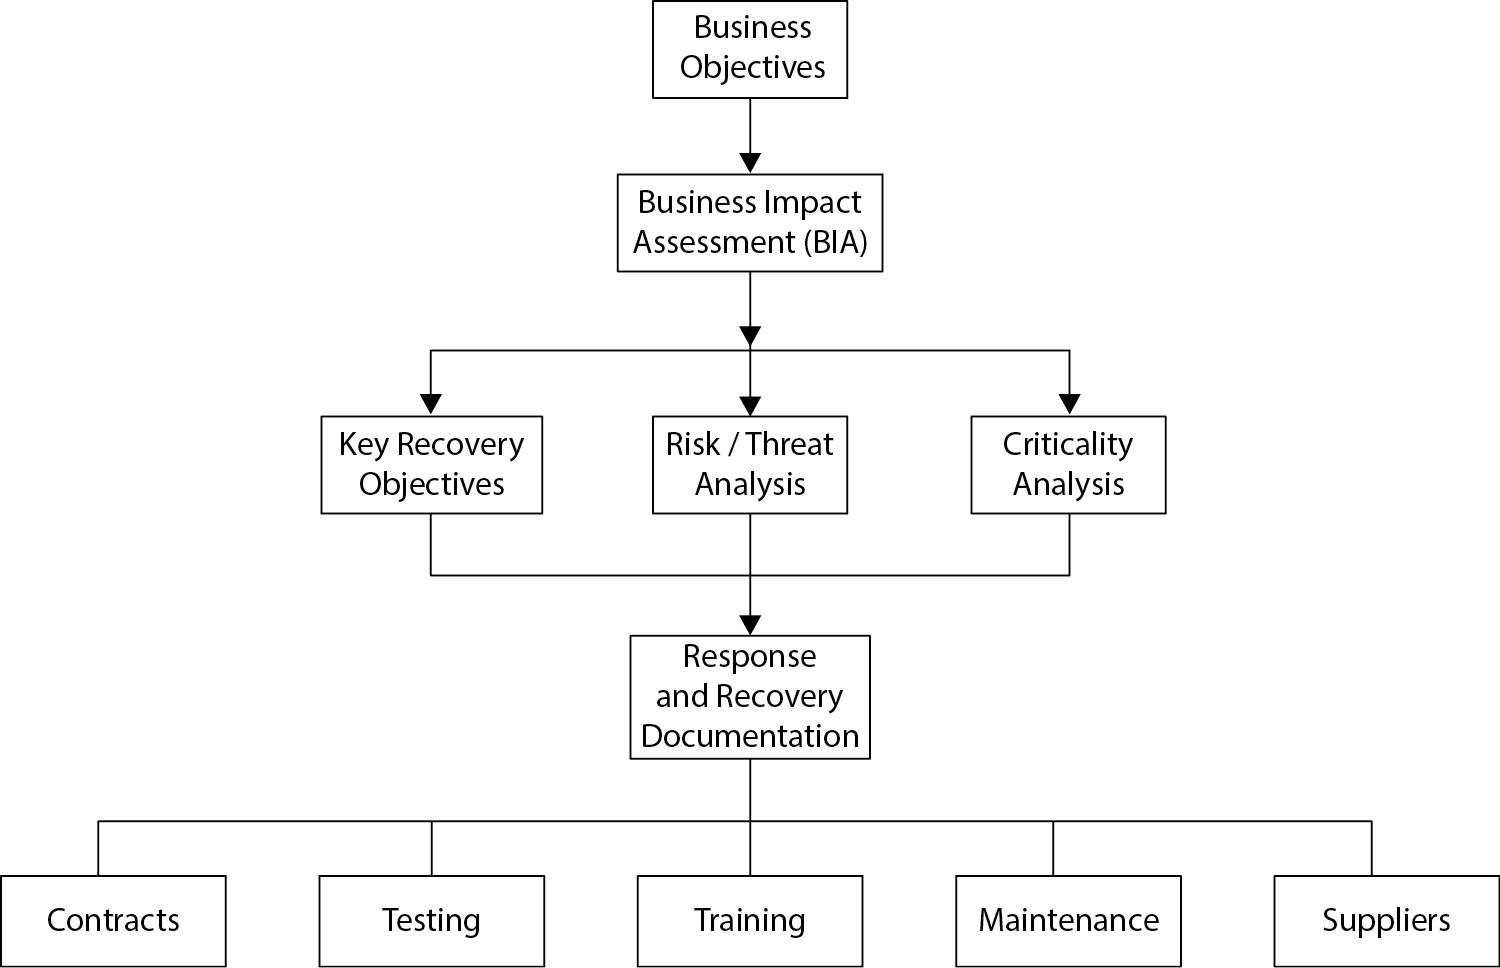 Business
Objectives
Business Impact
Assessment (BIA)
Key Recovery
Objectives
Risk / Threat
Analysis
Criticality
Analysis
Response
and Recovery
Documentation
Contracts
Testing
Training
Maintenance
Suppliers